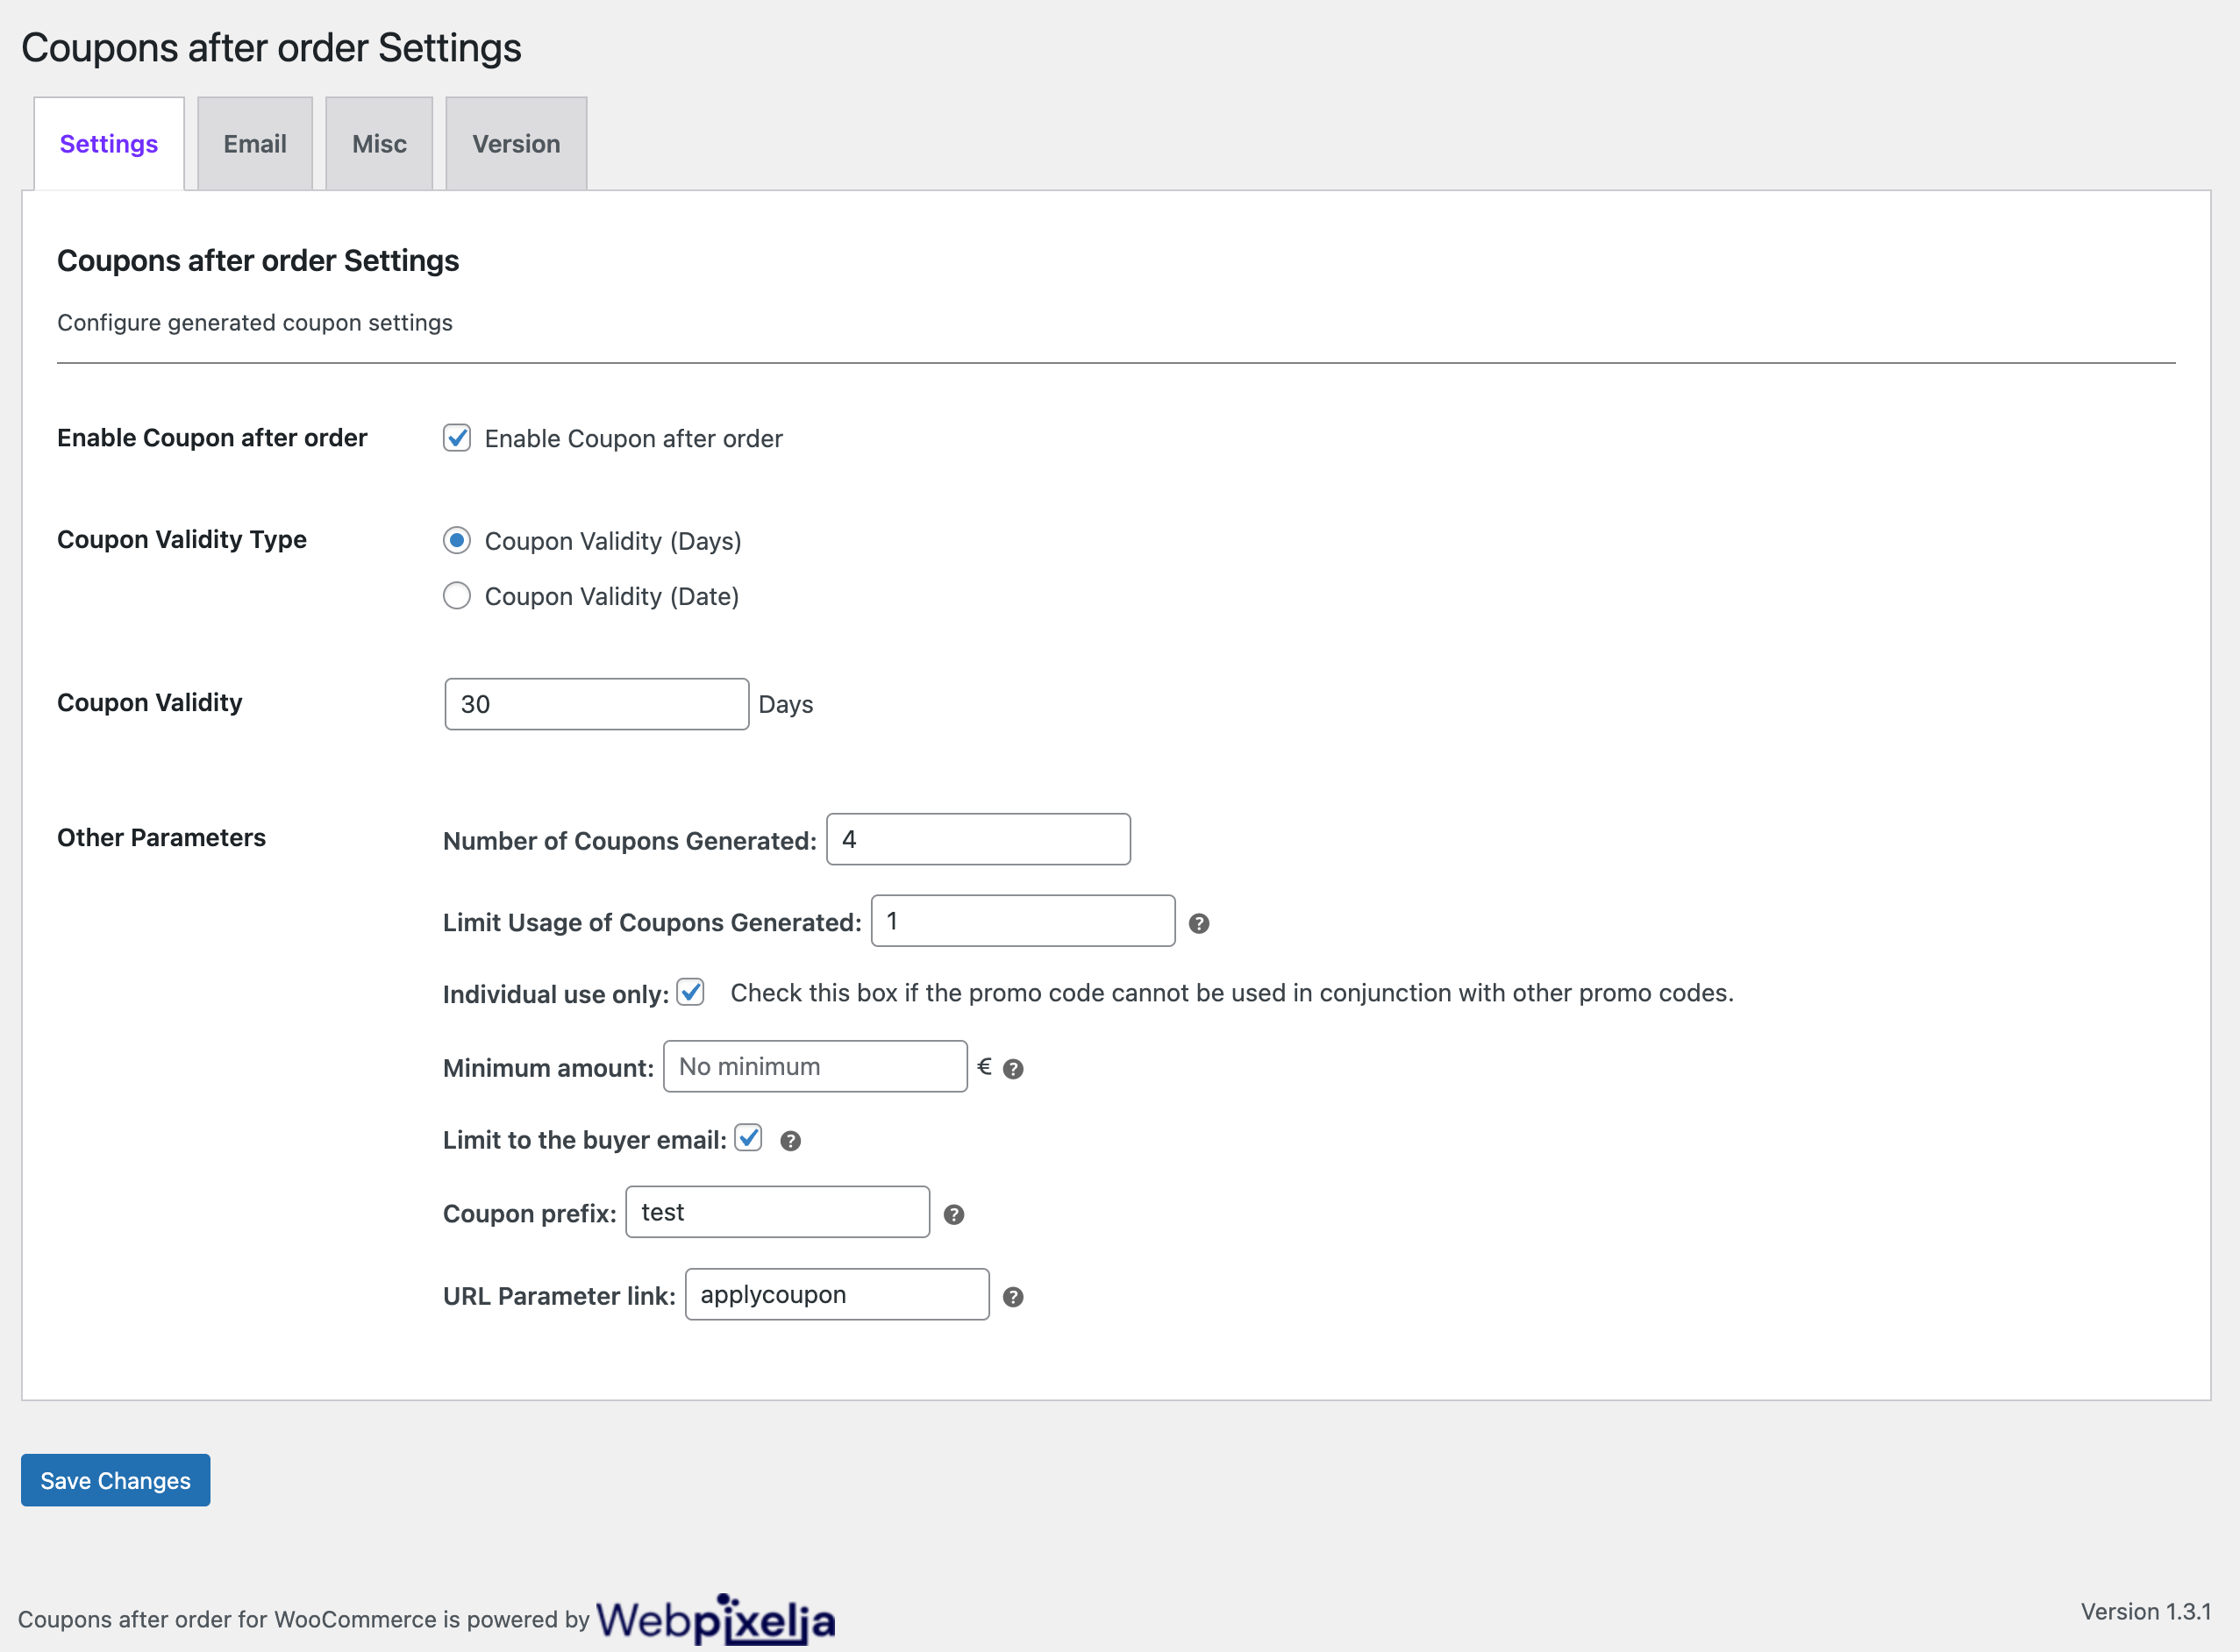 Coupons after order Settings
Settings Email Misc Version
Coupons after order Settings
Configure generated coupon settings
Enable Coupon after order Enable Coupon after order
Coupon Validity Type Coupon Validity (Days)
Coupon Validity (Date)
Coupon Validity 30 Days
Other Parameters Number of Coupons Generated: 4
Limit Usage of Coupons Generated: 1 ?
Individual use only: Check this box if the promo code cannot be used in conjunction with other promo codes.
Minimum amount: No minimum € ?
Limit to the buyer email: ?
Coupon prefix: test ?
URL Parameter link: applycoupon ?
Save Changes
Coupons after order for WooCommerce is powered by Webpixelia
Version 1.3.1